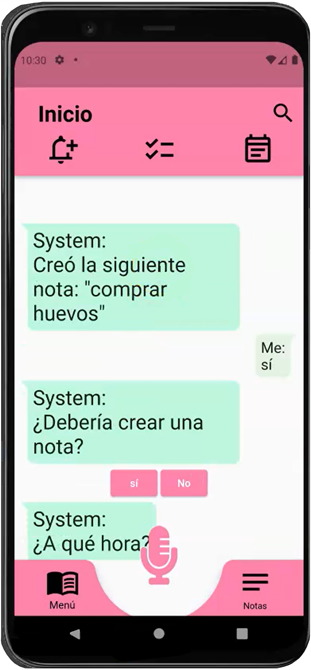 10:30
Inicio
System:
Creó la siguiente
nota: "comprar
huevos"
Me:
sí
System:
¿Debería crear una
nota?
sí
No
System:
¿A qué hora?
Menú
Notas